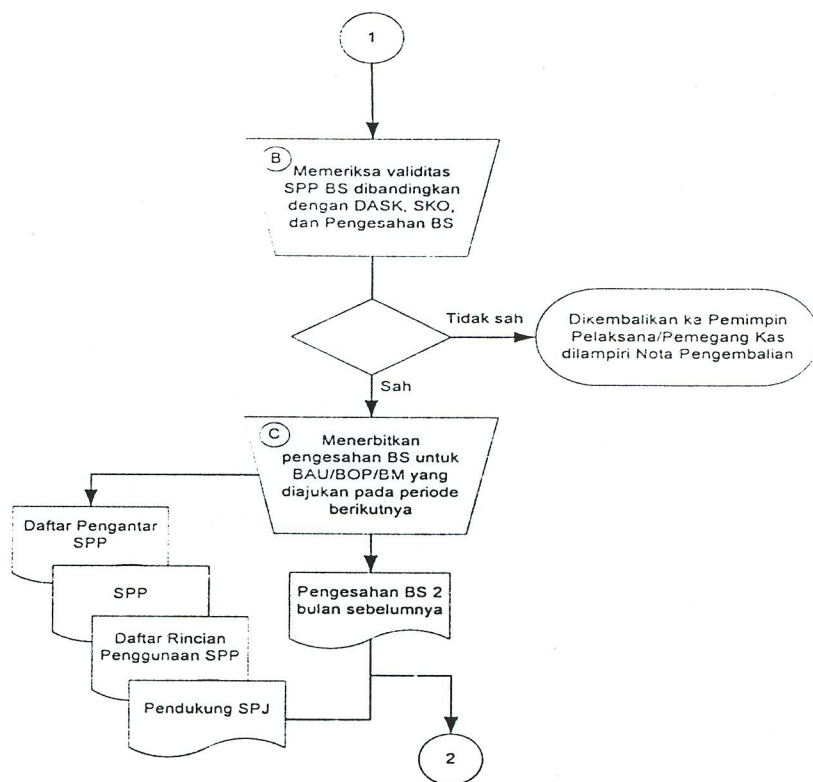 1
B
Memeriksa validitas
SPP BS dibandingkan
dengan DASK, SKO,
dan Pengesahan BS
Tidak sah
Dikembalikan ke Pemimpin
Pelaksana/Pemegang Kas
dilampiri Nota Pengembalian
Sah
C
Menerbitkan
pengesahan BS untuk
BAU/BOP/BM yang
diajukan pada periode
berikutnya
Daftar Pengantar
SPP
SPP
Daftar Rincian
Penggunaan SPP
Pendukung SPJ
Pengesahan BS 2
bulan sebelumnya
2